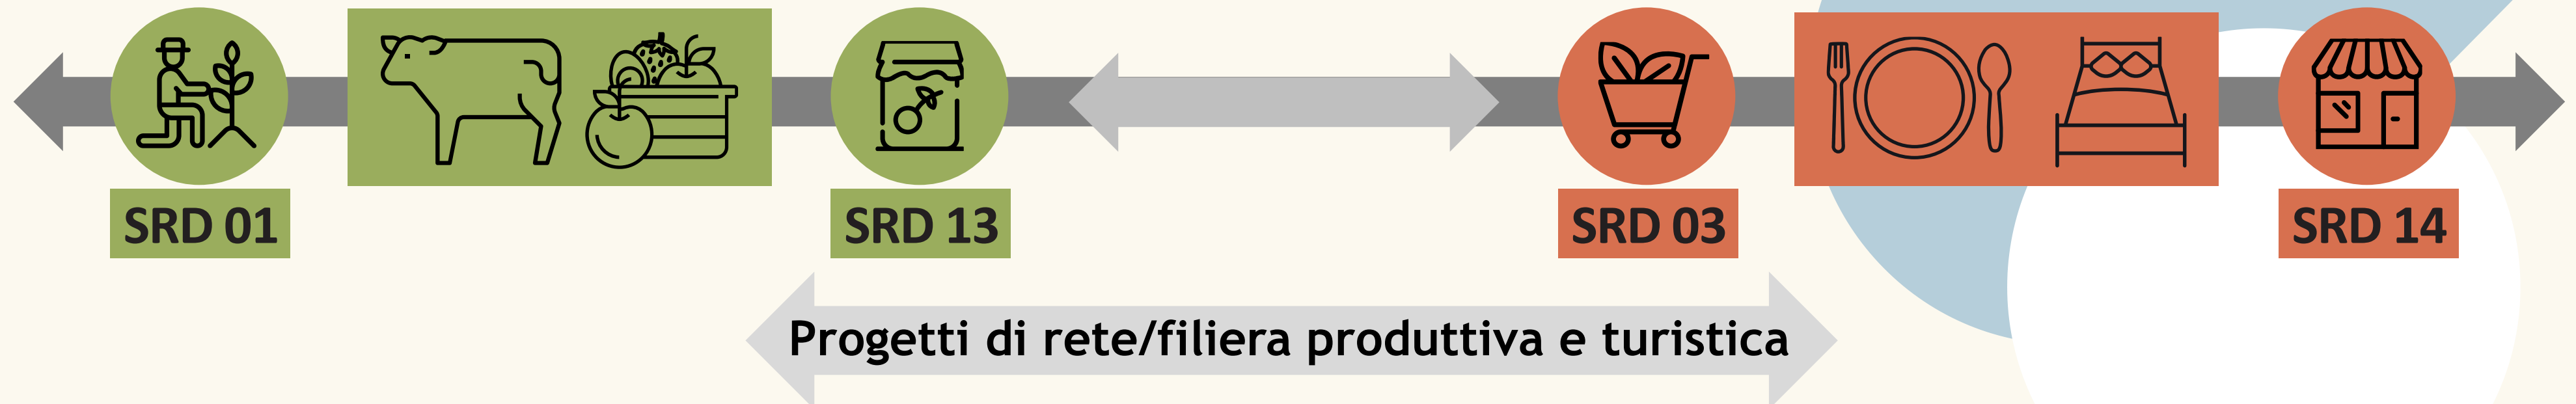 SRD 01
SRD 13
SRD 03
SRD 14
Progetti di rete/filiera produttiva e turistica